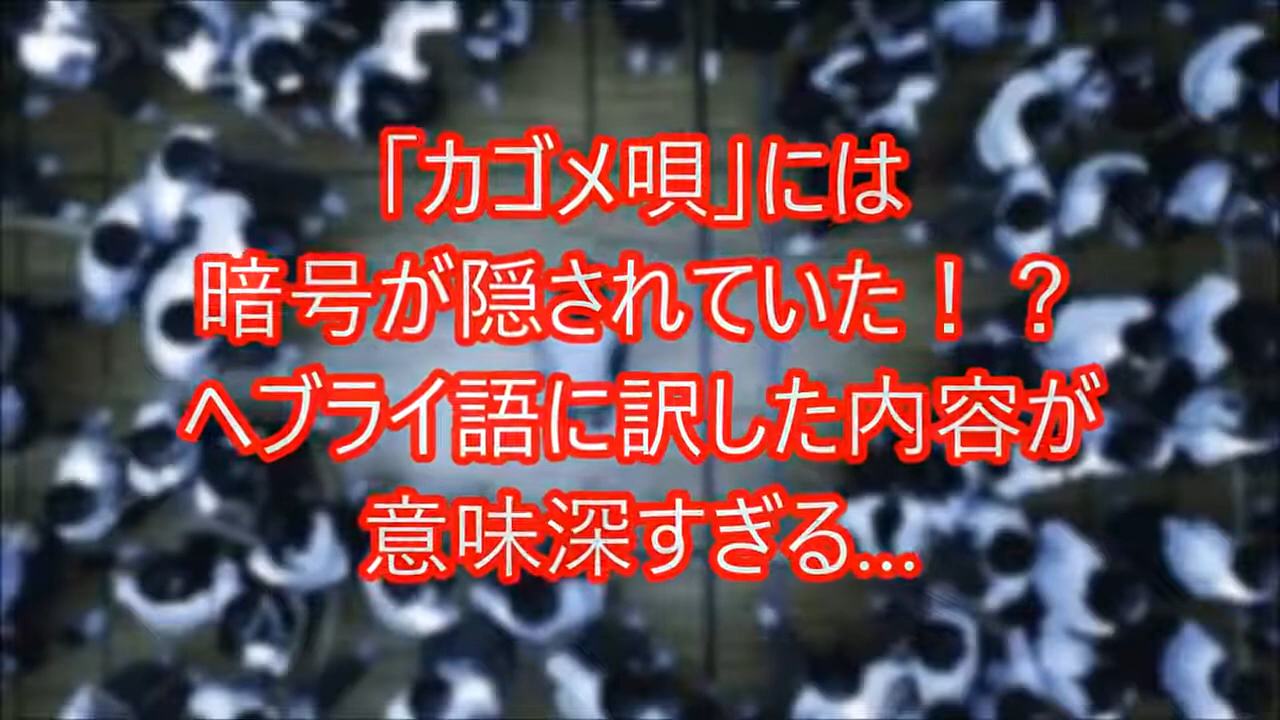 「カゴメ唄」には
暗号が隠されていた！？
ヘブライ語に訳した内容が
意味深すぎる...